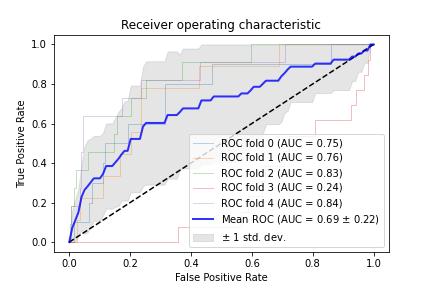 Receiver operating characteristic
True Positive Rate
1.0
0.8
0.6
0.4
0.2
0.0
ROC fold 0 (AUC = 0.75)
ROC fold 1 (AUC = 0.76)
ROC fold 2 (AUC = 0.83)
ROC fold 3 (AUC = 0.24)
ROC fold 4 (AUC = 0.84)
Mean ROC (AUC = 0.69 ± 0.22)
± 1 std. dev.
0.0 0.2 0.4 0.6 0.8 1.0
False Positive Rate